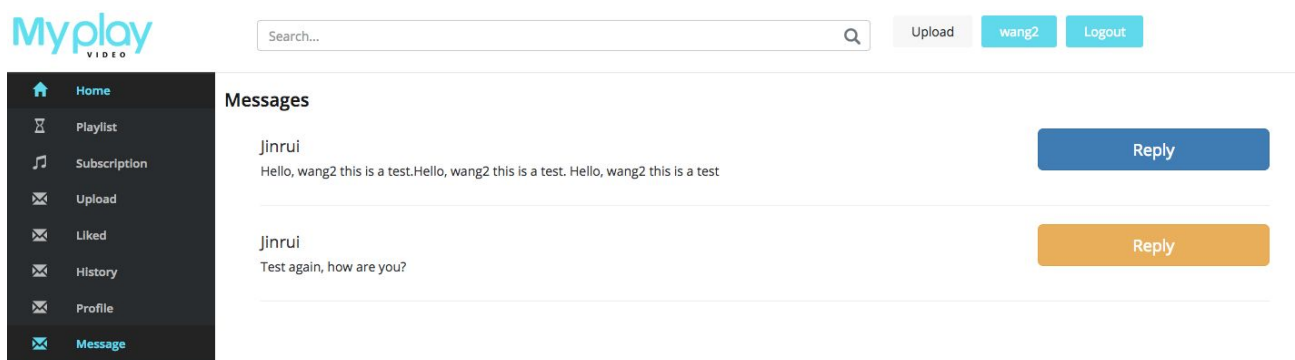 Myplay
VIDEO
Search...
Upload
wang2
Logout
Home
Playlist
Subscription
Upload
Liked
History
Profile
Message
Messages
Jinrui
Hello, wang2 this is a test.Hello, wang2 this is a test. Hello, wang2 this is a test
Reply
Jinrui
Test again, how are you?
Reply